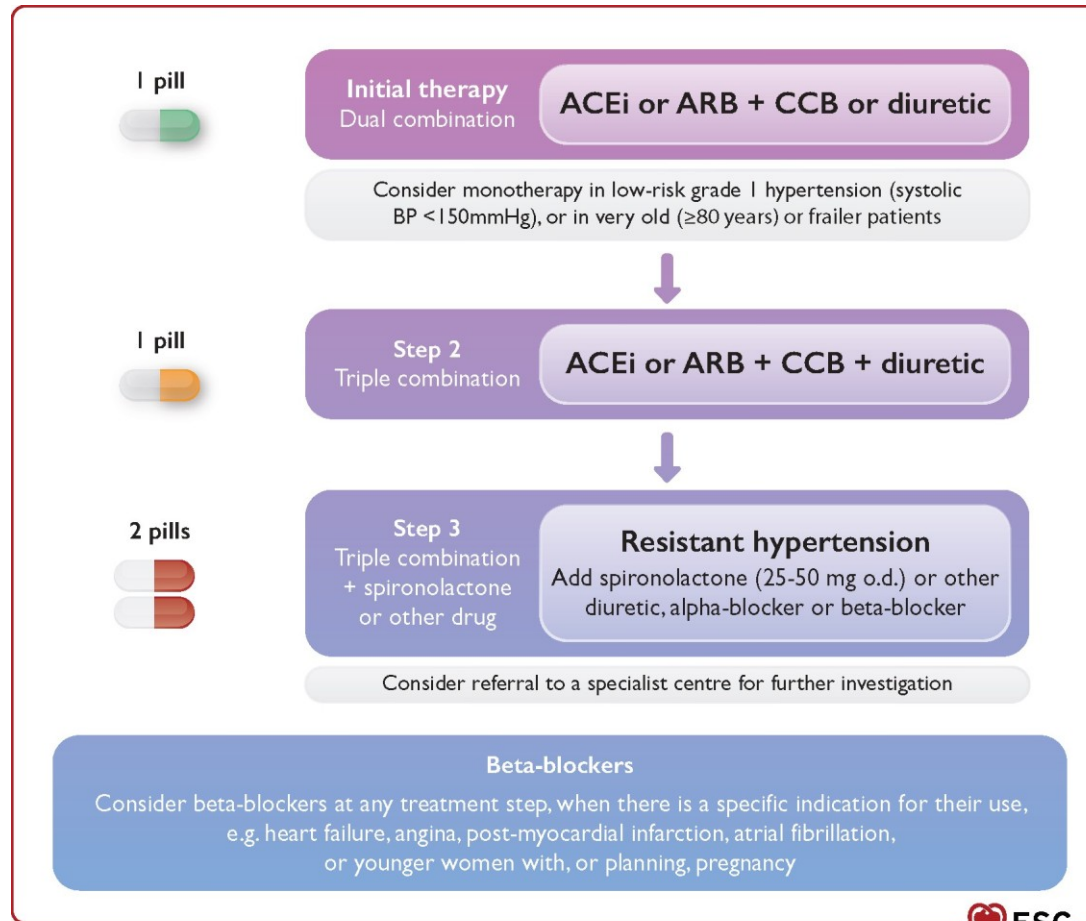 1 pill
Initial therapy
Dual combination
ACEi or ARB + CCB or diuretic
Consider monotherapy in low-risk grade 1 hypertension (systolic
BP <150mmHg), or in very old (≥80 years) or frailer patients
1 pill
Step 2
Triple combination
ACEi or ARB + CCB + diuretic
2 pills
Step 3
Triple combination
+ spironolactone
or other drug
Resistant hypertension
Add spironolactone (25-50 mg o.d.) or other
diuretic, alpha-blocker or beta-blocker
Consider referral to a specialist centre for further investigation
Beta-blockers
Consider beta-blockers at any treatment step, when there is a specific indication for their use,
e.g. heart failure, angina, post-myocardial infarction, atrial fibrillation,
or younger women with, or planning, pregnancy
ESC